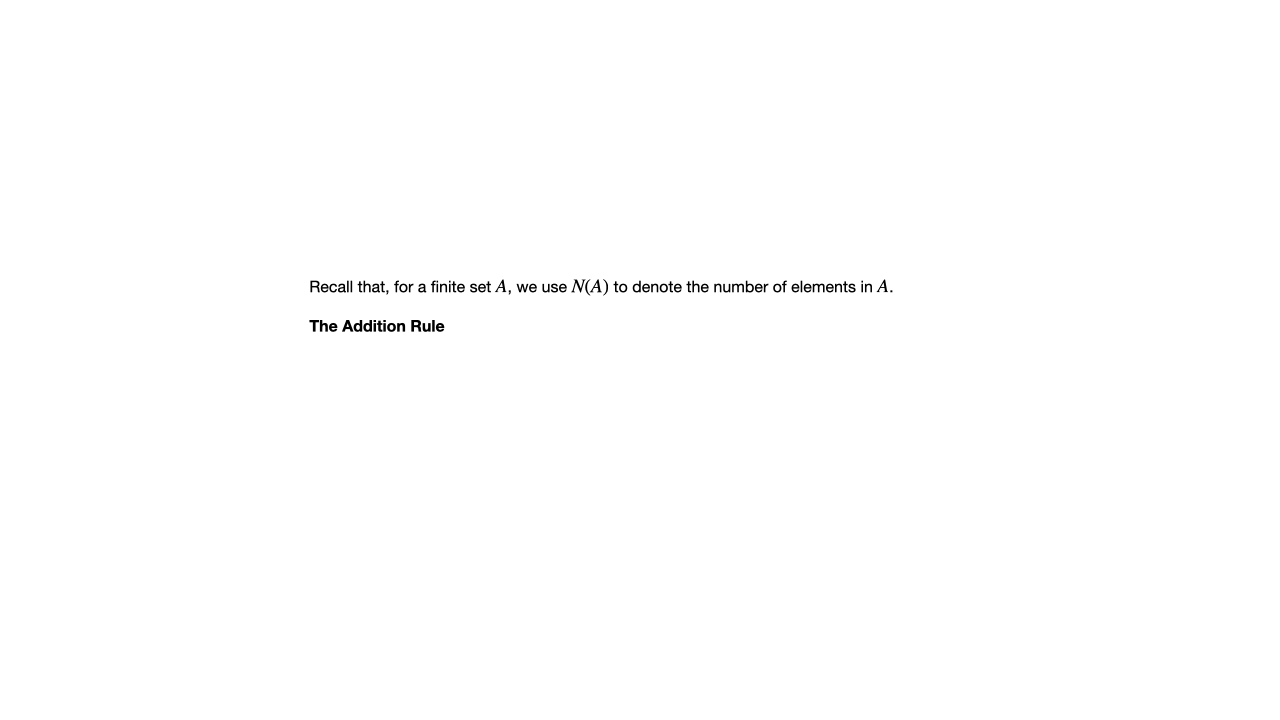 Recall that, for a finite set A, we use N(A) to denote the number of elements in A.
The Addition Rule